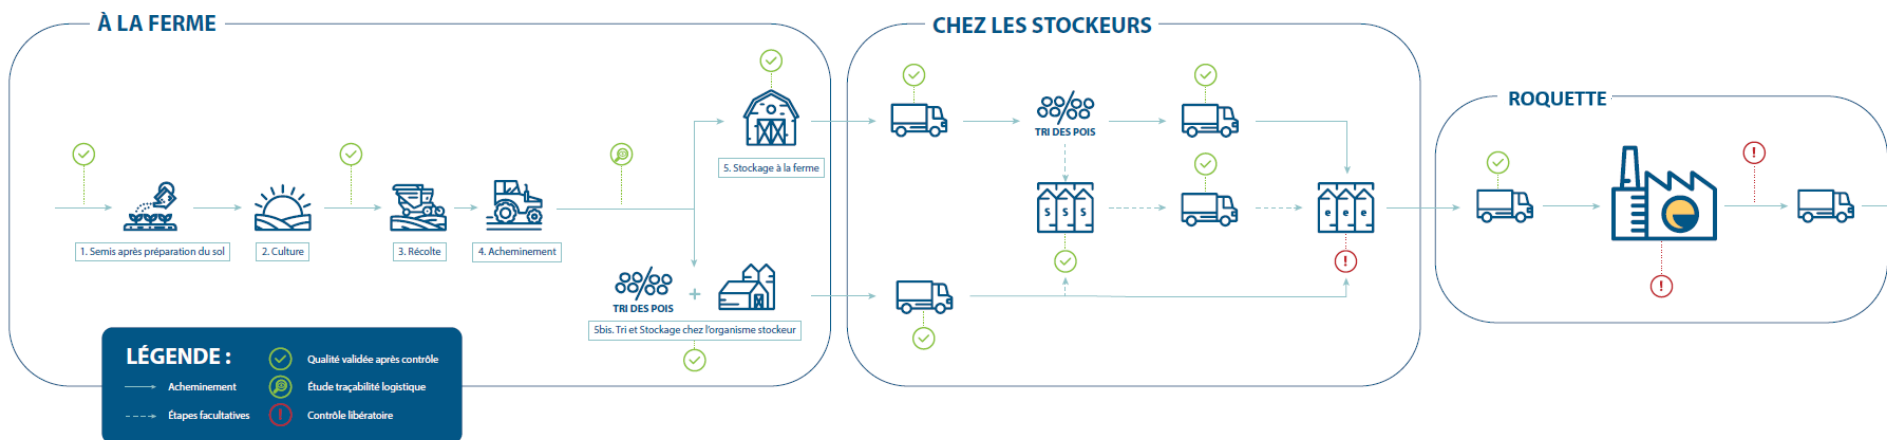 À LA FERME
CHEZ LES STOCKEURS
ROQUETTE
TRI DES POIS
5. Stockage à la ferme
S S S
e e e
1. Semis après préparation du sol
2. Culture
3. Récolte
4. Acheminement
TRI DES POIS
+
5bis. Tri et Stockage chez l'organisme stockeur
LÉGENDE :
Acheminement
Étapes facultatives
Qualité validée après contrôle
Étude traçabilité logistique
! Contrôle libératoire